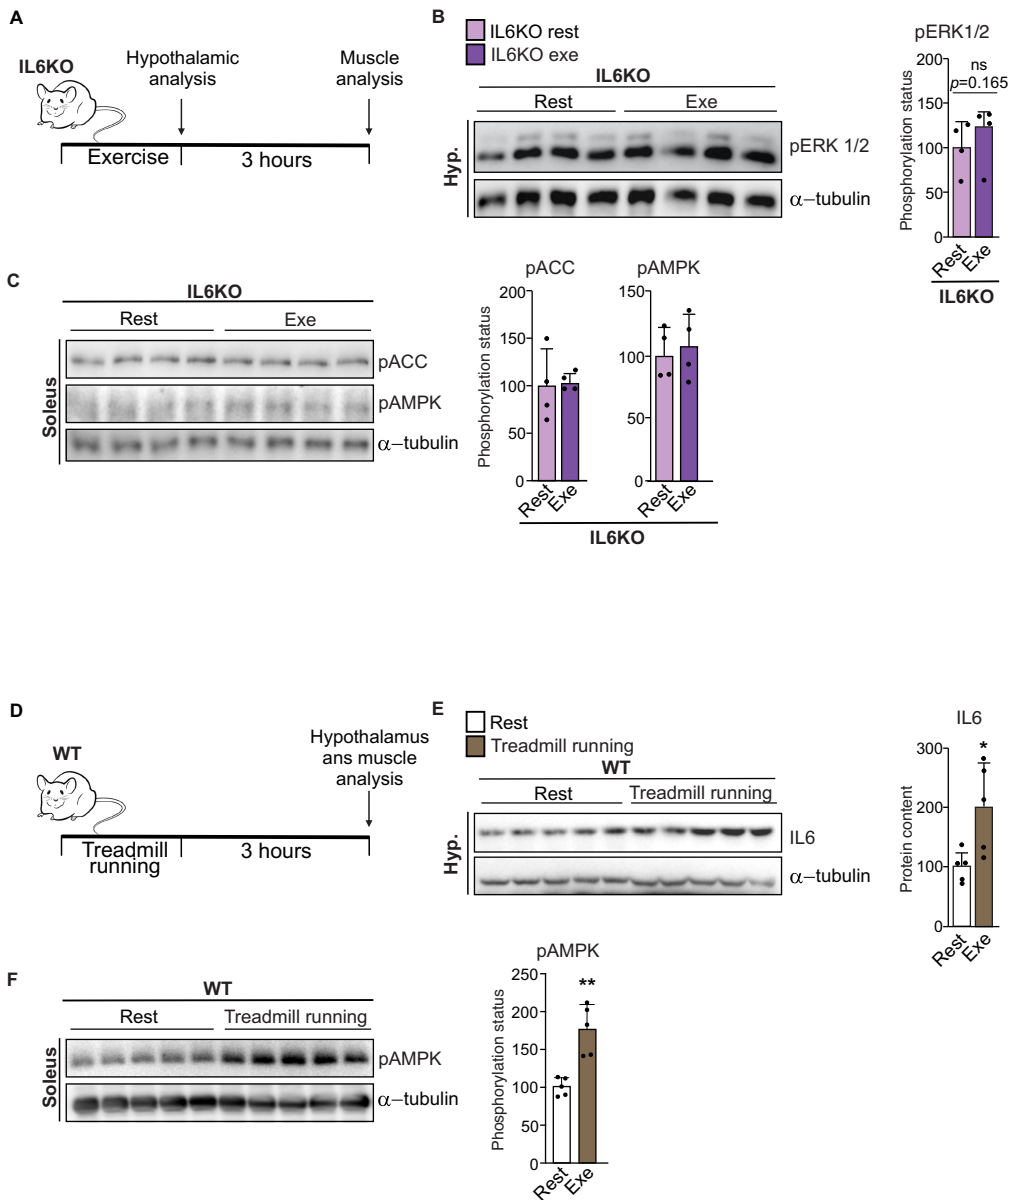 A
IL6KO
Hypothalamic
analysis
Muscle
analysis
Exercise
3 hours
B
IL6KO rest
IL6KO exe
IL6KO
Rest
Exe
Hyp.
pERK 1/2
α−tubulin
pERK1/2
ns
p=0.165
Phosphorylation status
200
150
100
50
0
Rest
Exe
IL6KO
C
IL6KO
Rest
Exe
Soleus
pACC
pAMPK
α−tubulin
pACC
Phosphorylation status
200
150
100
50
0
Rest
Exe
pAMPK
150
100
50
0
Rest
Exe
IL6KO
D
WT
Hypothalamus
ans muscle
analysis
Treadmill
running
3 hours
E
Rest
Treadmill running
WT
Rest
Treadmill running
Hyp.
IL6
α−tubulin
IL6
*
Protein content
300
200
100
0
Rest
Exe
F
WT
Rest
Treadmill running
Soleus
pAMPK
α−tubulin
pAMPK
**
Phosphorylation status
250
200
150
100
50
0
Rest
Exe